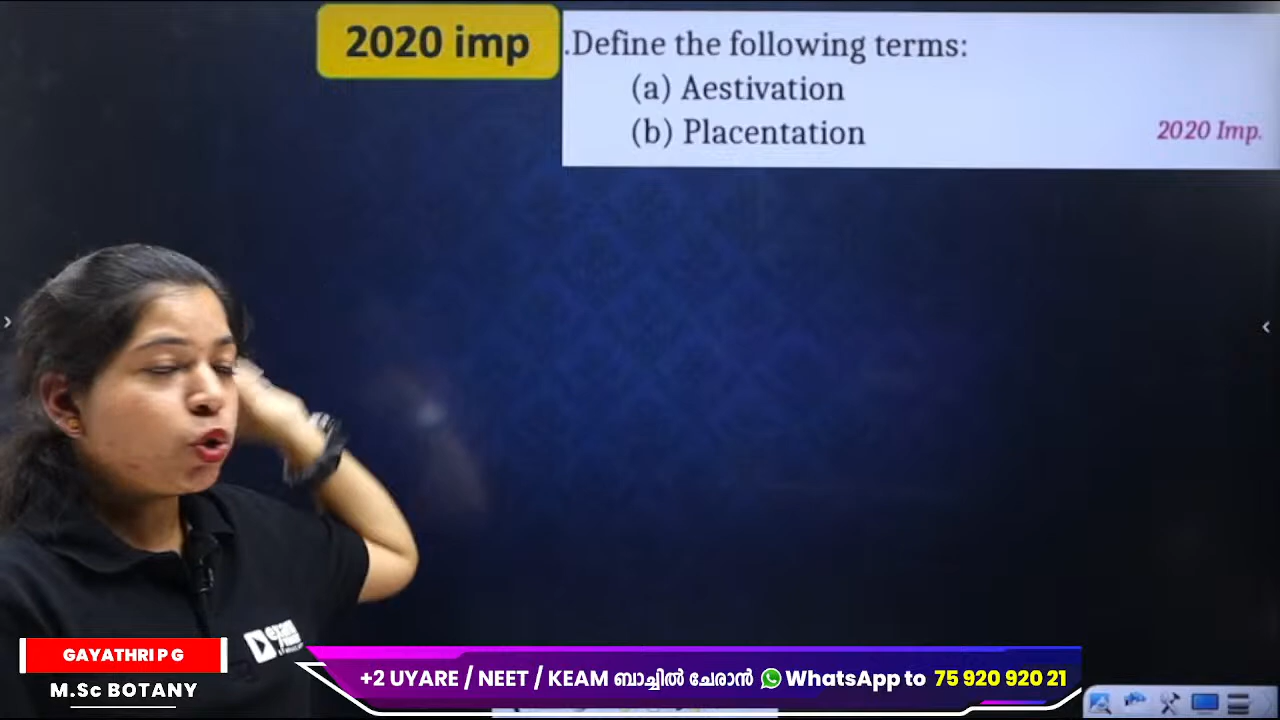 2020 imp
.Define the following terms:
(a) Aestivation
(b) Placentation
2020 Imp.
GAYATHRI P G
M.Sc BOTANY
+2 UYARE / NEET / KEAM ബാച്ചിൽ ചേരാൻ WhatsApp to 75 920 920 21